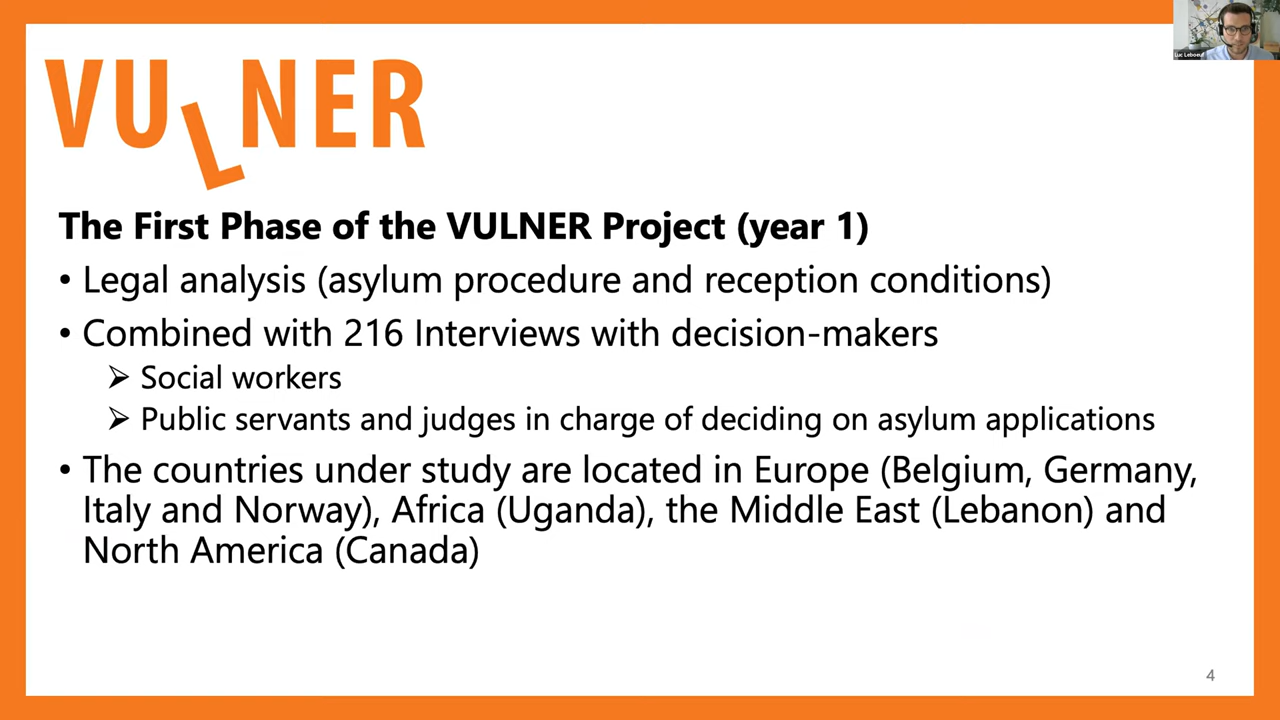 Luc Leboeuf
VULNER
The First Phase of the VULNER Project (year 1)
• Legal analysis (asylum procedure and reception conditions)
• Combined with 216 Interviews with decision-makers
➢ Social workers
➢ Public servants and judges in charge of deciding on asylum applications
• The countries under study are located in Europe (Belgium, Germany,
Italy and Norway), Africa (Uganda), the Middle East (Lebanon) and
North America (Canada)
4